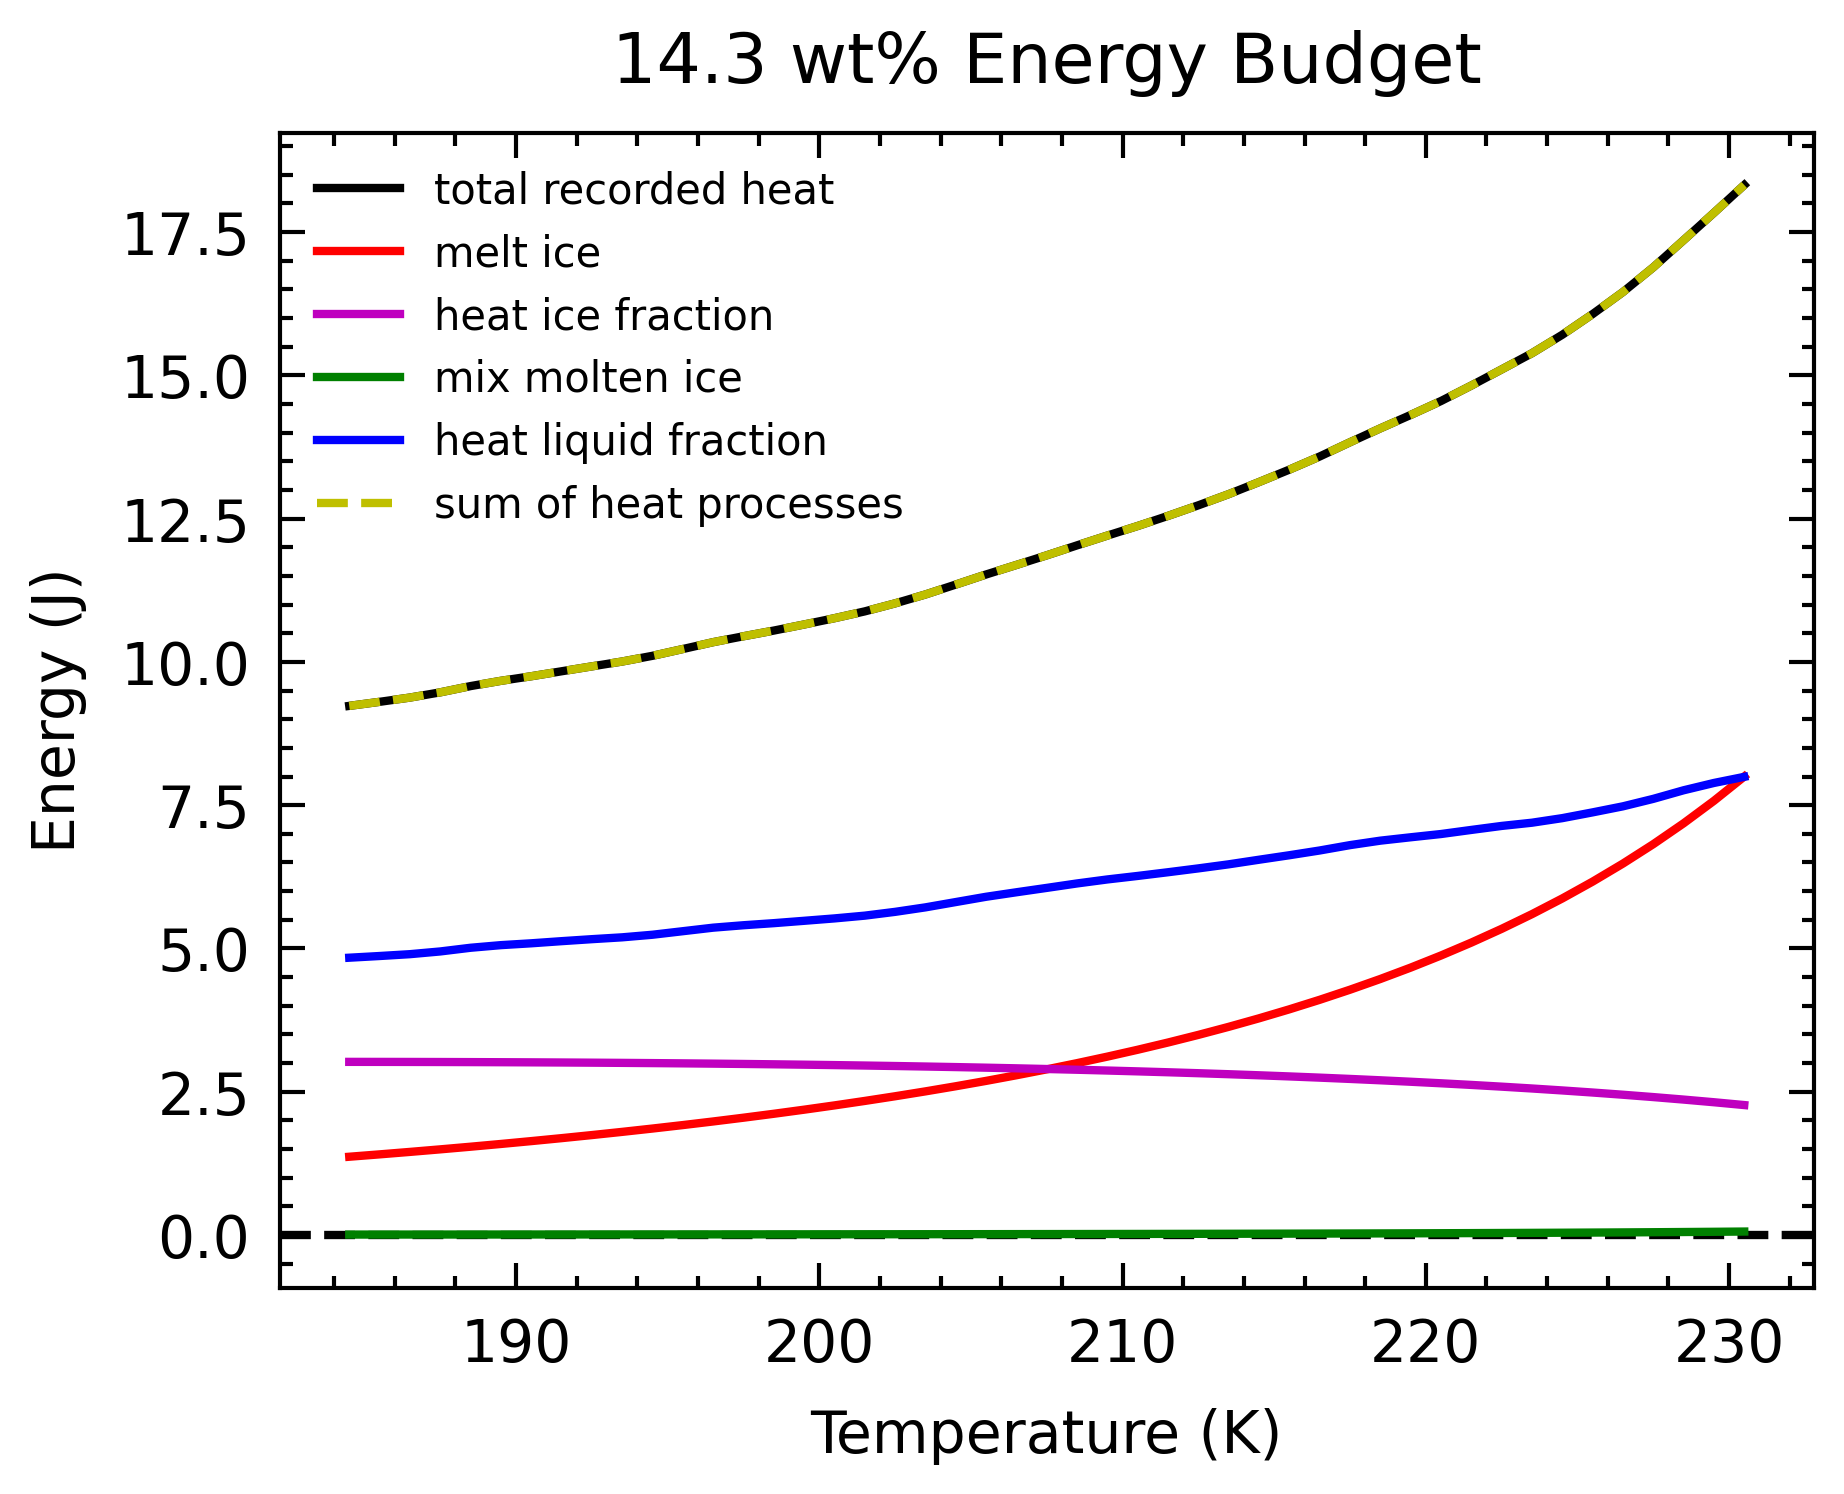 14.3 wt% Energy Budget
total recorded heat
melt ice
heat ice fraction
mix molten ice
heat liquid fraction
sum of heat processes
17.5
15.0
12.5
10.0
7.5
5.0
2.5
0.0
Energy (J)
190 200 210 220 230
Temperature (K)